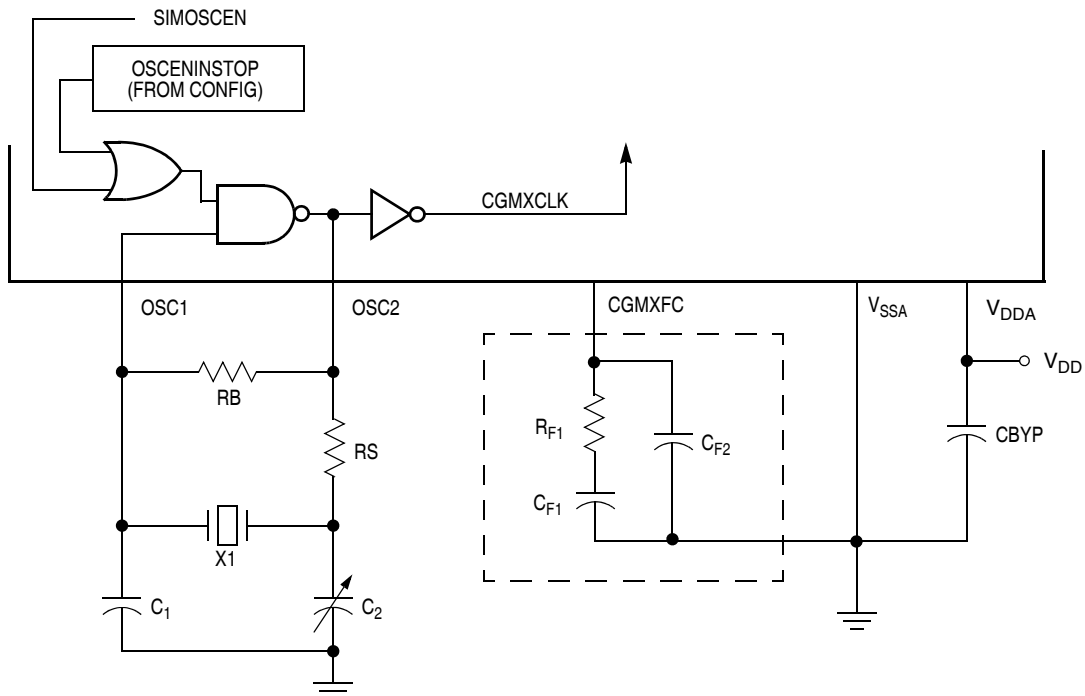 SIMOSCEN
OSCENINSTOP
(FROM CONFIG)
CGMXCLK
OSC1
OSC2
CGMXFC
VSSA
VDDA
VDD
RB
RS
RF1
CF2
CBYP
CF1
X1
C1
C2